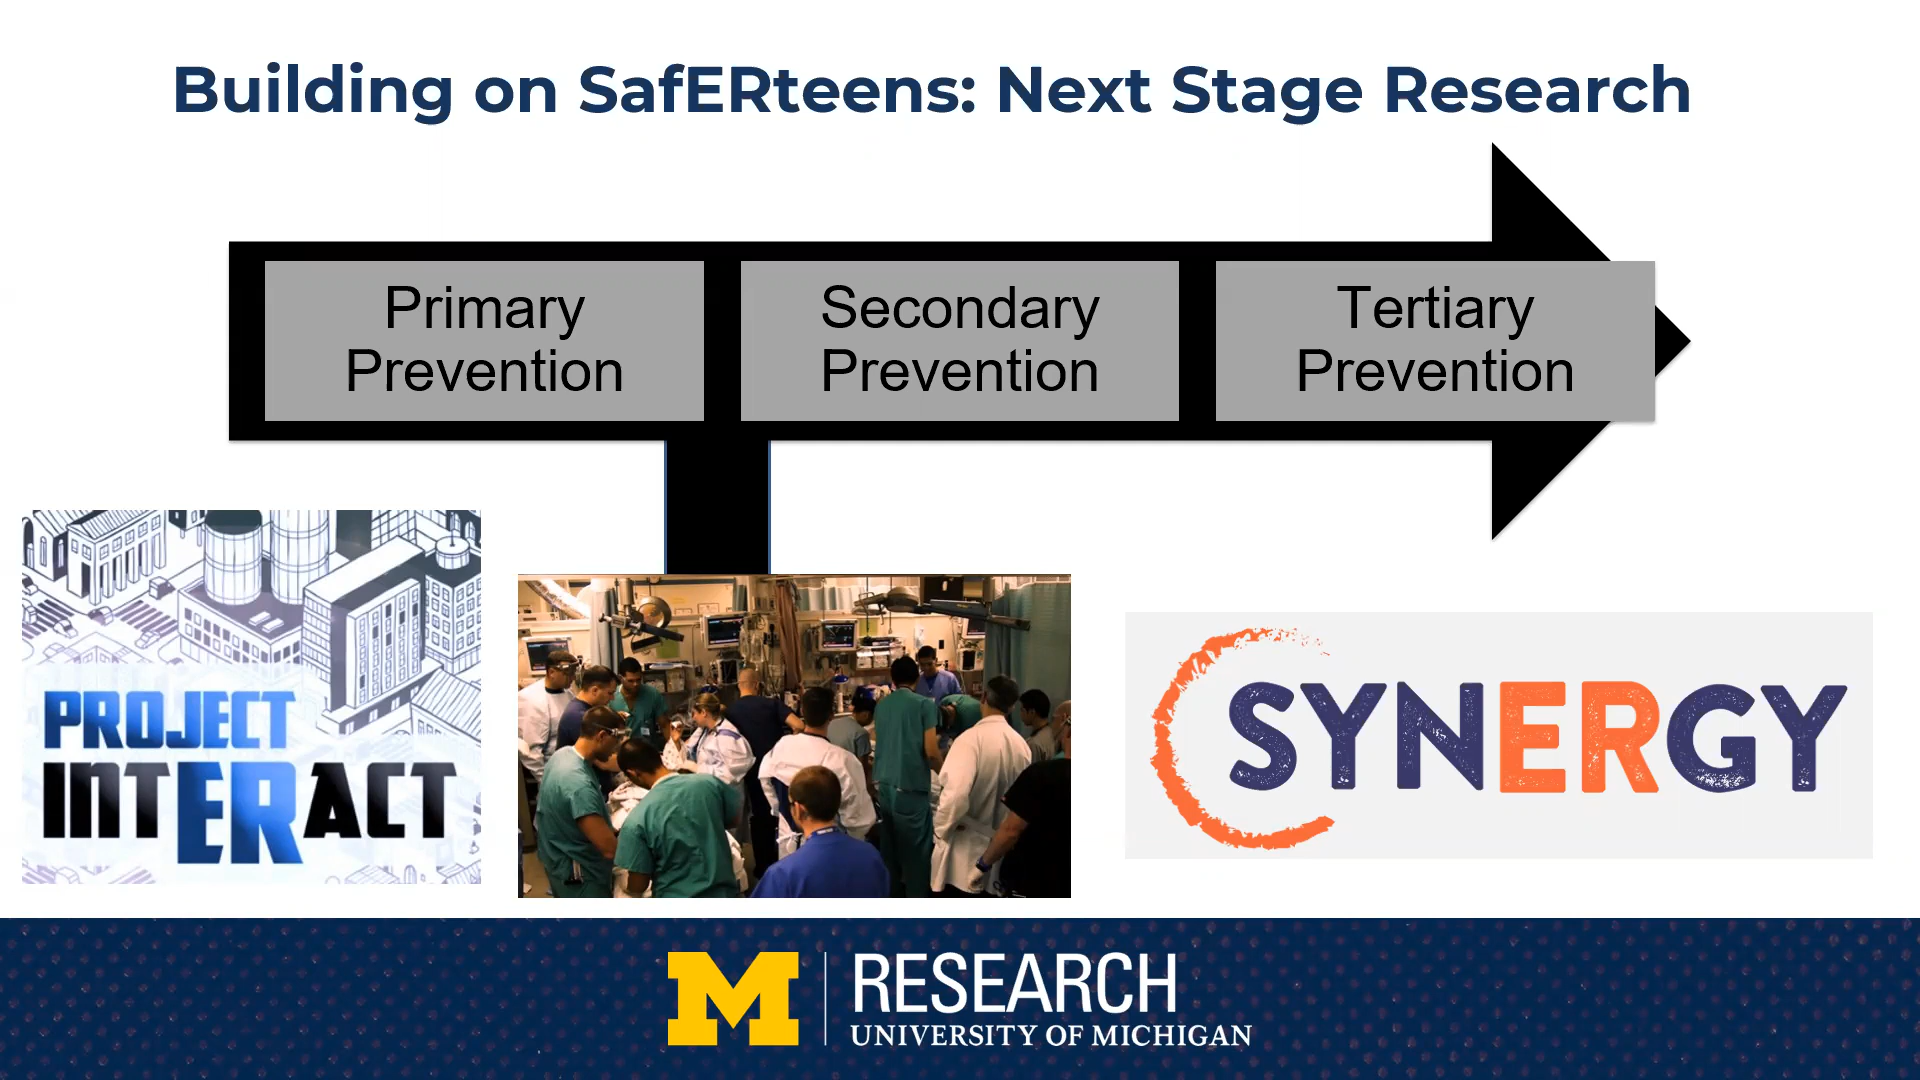 Building on SafERteens: Next Stage Research
Primary
Prevention
Secondary
Prevention
Tertiary
Prevention
PROJECT
INTERACT
SYNERGY
M
RESEARCH
UNIVERSITY OF MICHIGAN